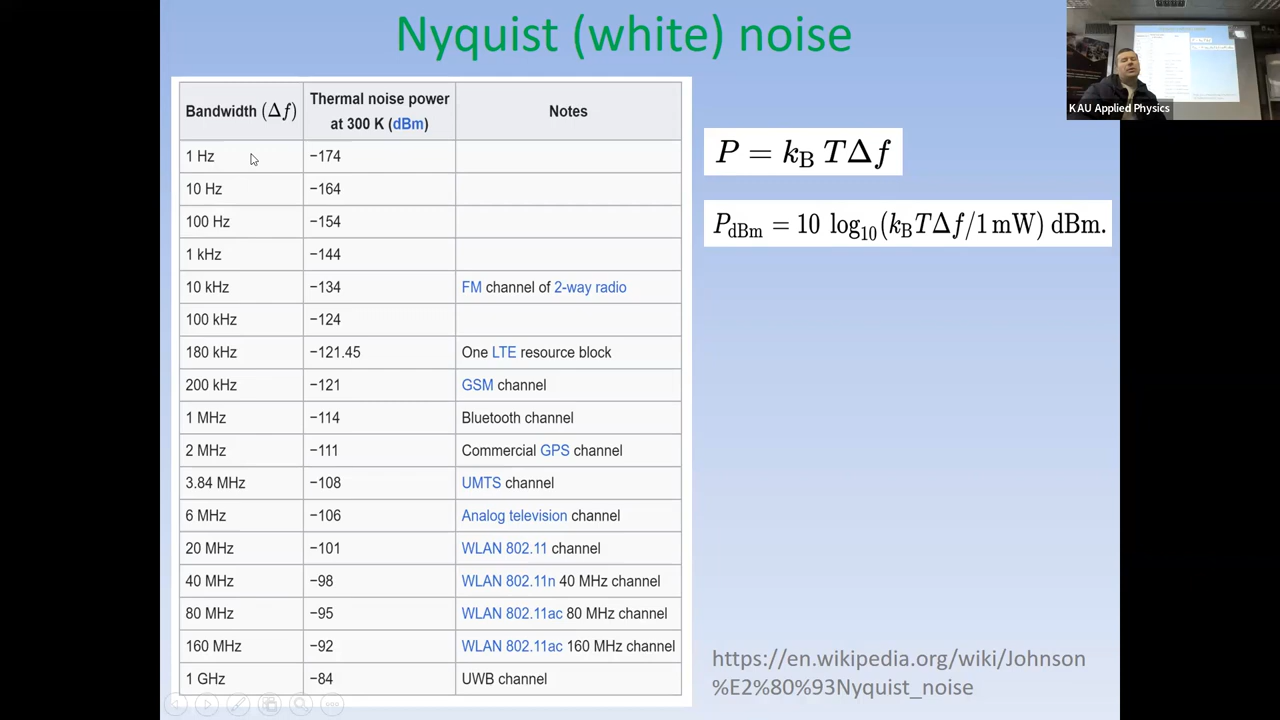 Nyquist (white) noise
Bandwidth (Δf) Thermal noise power at 300 K (dBm) Notes
1 Hz −174
10 Hz −164
100 Hz −154
1 kHz −144
10 kHz −134 FM channel of 2-way radio
100 kHz −124
180 kHz −121.45 One LTE resource block
200 kHz −121 GSM channel
1 MHz −114 Bluetooth channel
2 MHz −111 Commercial GPS channel
3.84 MHz −108 UMTS channel
6 MHz −106 Analog television channel
20 MHz −101 WLAN 802.11 channel
40 MHz −98 WLAN 802.11n 40 MHz channel
80 MHz −95 WLAN 802.11ac 80 MHz channel
160 MHz −92 WLAN 802.11ac 160 MHz channel
1 GHz −84 UWB channel
P = k_B T Δf
P_dBm = 10 log_10(k_B T Δf / 1 mW) dBm.
https://en.wikipedia.org/wiki/Johnson
%E2%80%93Nyquist_noise
KAU Applied Physics